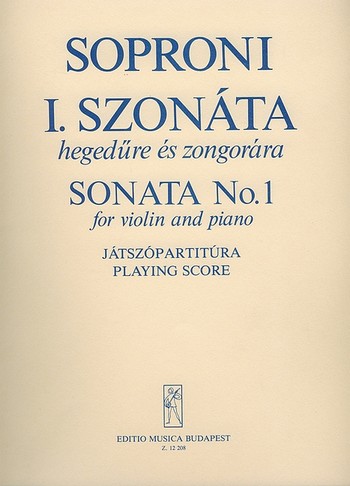 SOPRONI
I. SZONÁTA
hegedűre és zongorára
SONATA No.1
for violin and piano
JÁTSZÓPARTITÚRA
PLAYING SCORE
EDITIO MUSICA BUDAPEST
Z. 12 208